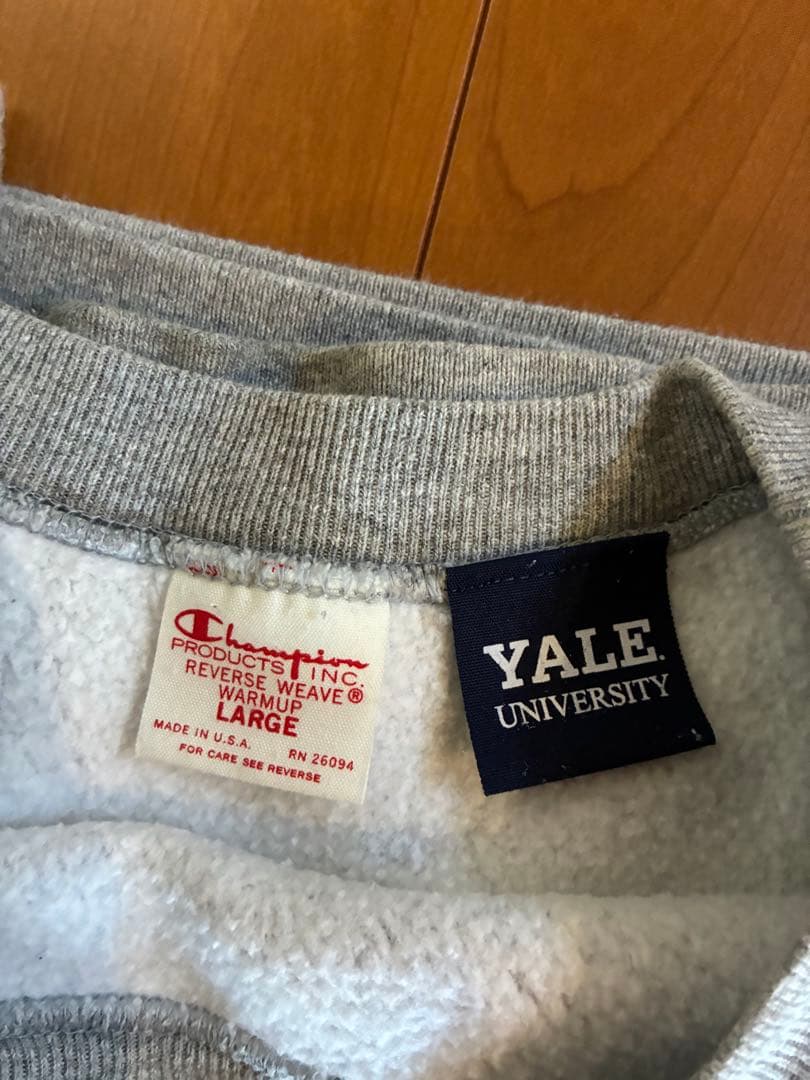 Champion
PRODUCTS INC.
REVERSE WEAVE®
WARMUP
LARGE
MADE IN U.S.A. RN 26094
FOR CARE SEE REVERSE
YALE.
UNIVERSITY